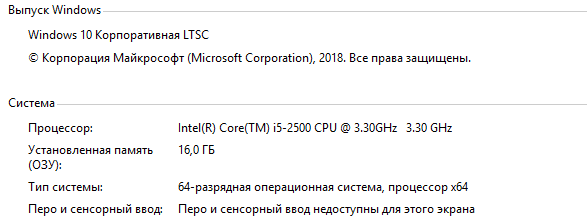 Выпуск Windows
Windows 10 Корпоративная LTSC
© Корпорация Майкрософт (Microsoft Corporation), 2018. Все права защищены.
Система
Процессор: Intel(R) Core(TM) i5-2500 CPU @ 3.30GHz 3.30 GHz
Установленная память 16,0 ГБ
(ОЗУ):
Тип системы: 64-разрядная операционная система, процессор x64
Перо и сенсорный ввод: Перо и сенсорный ввод недоступны для этого экрана